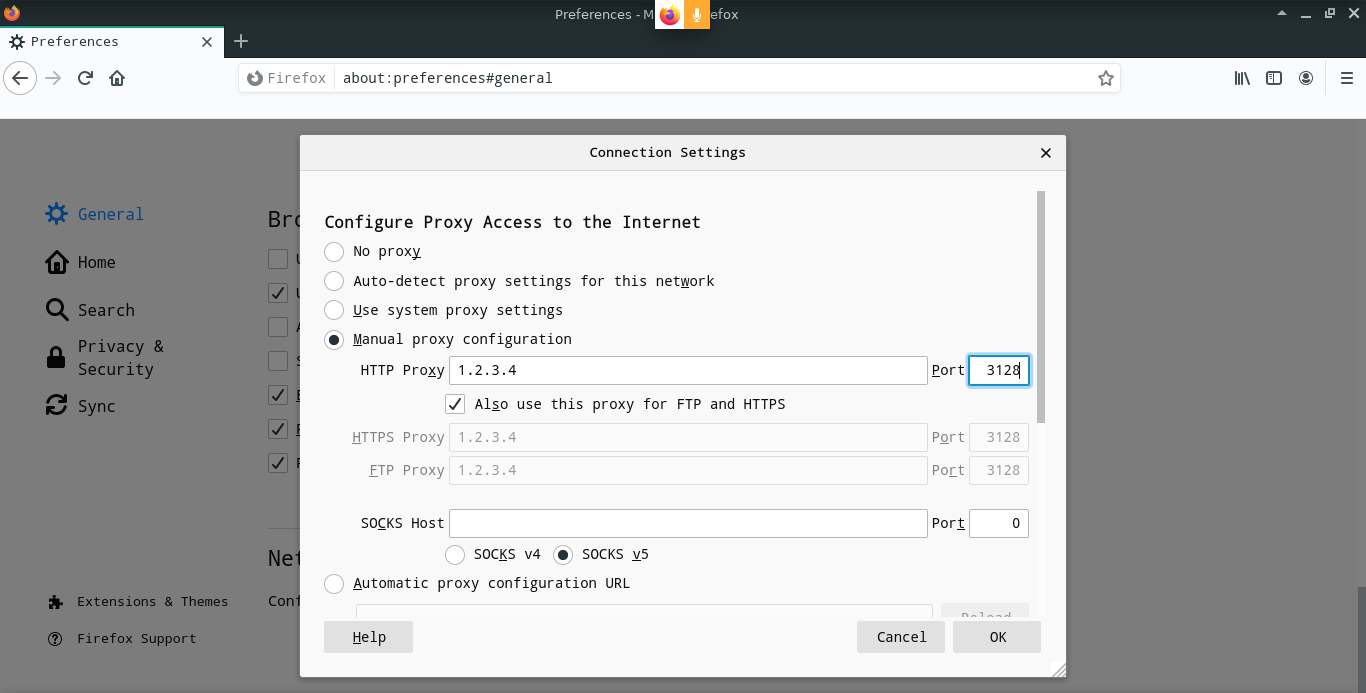 Preferences - M efox
Preferences
Firefox about:preferences#general
Connection Settings
General
Home
Search
Privacy &
Security
Sync
Extensions & Themes
Firefox Support
Bro
Net
Conf
Configure Proxy Access to the Internet
No proxy
Auto-detect proxy settings for this network
Use system proxy settings
Manual proxy configuration
HTTP Proxy 1.2.3.4 Port 3128
Also use this proxy for FTP and HTTPS
HTTPS Proxy 1.2.3.4 Port 3128
FTP Proxy 1.2.3.4 Port 3128
SOCKS Host Port 0
SOCKS v4 SOCKS v5
Automatic proxy configuration URL
Reload
Help Cancel OK